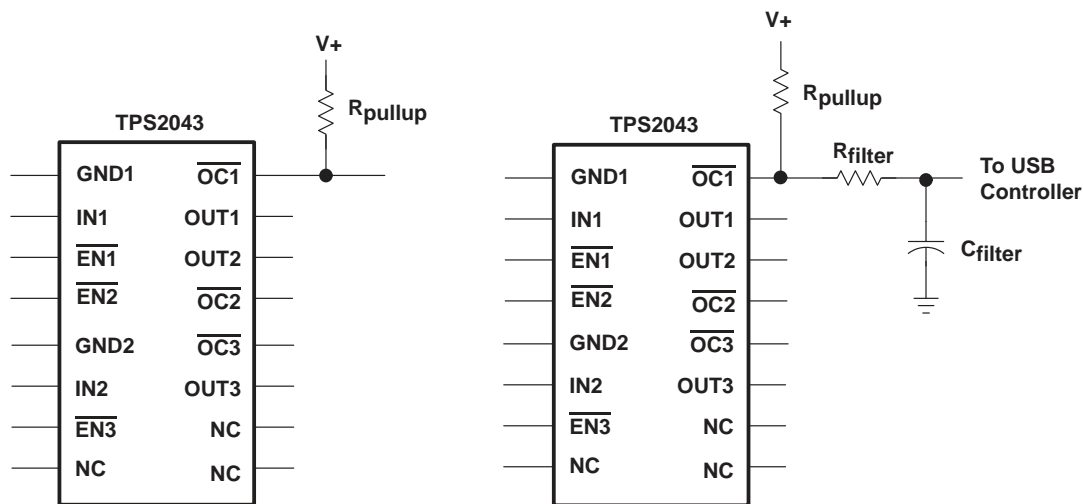 V+
Rpullup
TPS2043
GND1 OC1
IN1 OUT1
EN1 OUT2
EN2 OC2
GND2 OC3
IN2 OUT3
EN3 NC
NC NC
V+
Rpullup
TPS2043
Rfilter
To USB
Controller
Cfilter
GND1 OC1
IN1 OUT1
EN1 OUT2
EN2 OC2
GND2 OC3
IN2 OUT3
EN3 NC
NC NC